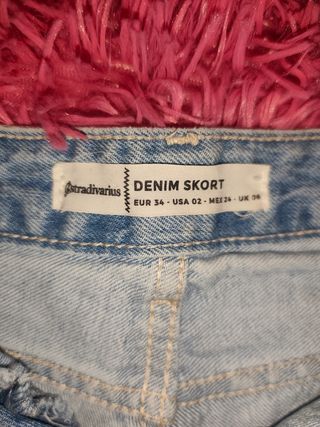 stradivarius
DENIM SKORT
EUR 34 - USA 02 - MEX 24 - UK 06